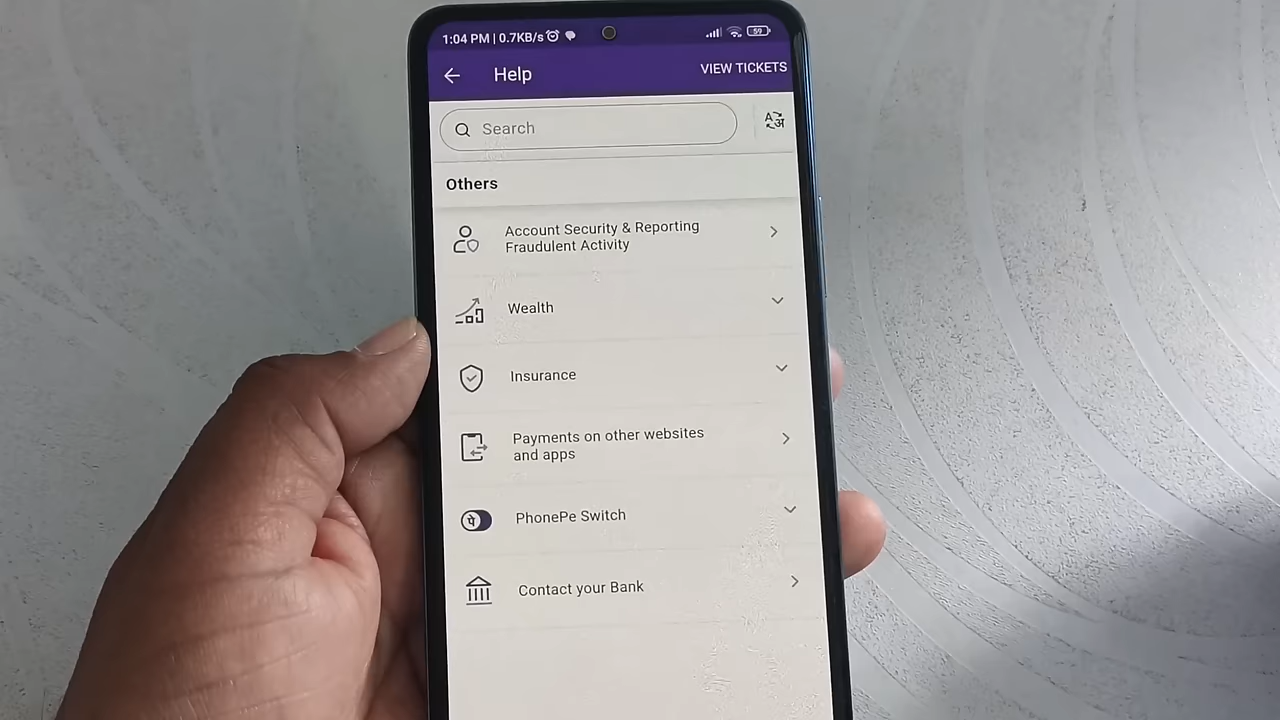 1:04 PM | 0.7KB/s
59
Help
VIEW TICKETS
Search
A अ
Others
Account Security & Reporting
Fraudulent Activity
Wealth
Insurance
Payments on other websites
and apps
पे
PhonePe Switch
Contact your Bank